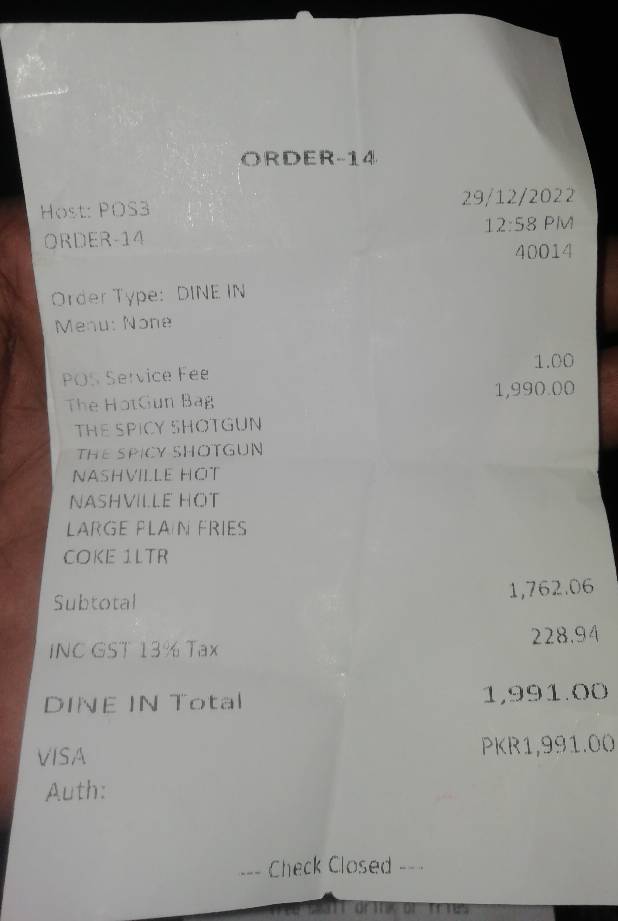 ORDER-14
Host: POS3 29/12/2022
ORDER-14 12:58 PM
40014
Order Type: DINE IN
Menu: None
POS Service Fee 1.00
The HotGun Bag 1,990.00
THE SPICY SHOTGUN
THE SPICY SHOTGUN
NASHVILLE HOT
NASHVILLE HOT
LARGE PLAIN FRIES
COKE 1LTR
Subtotal 1,762.06
INC GST 13% Tax 228.94
DINE IN Total 1,991.00
VISA PKR1,991.00
Auth:
--- Check Closed ---
drink or fries